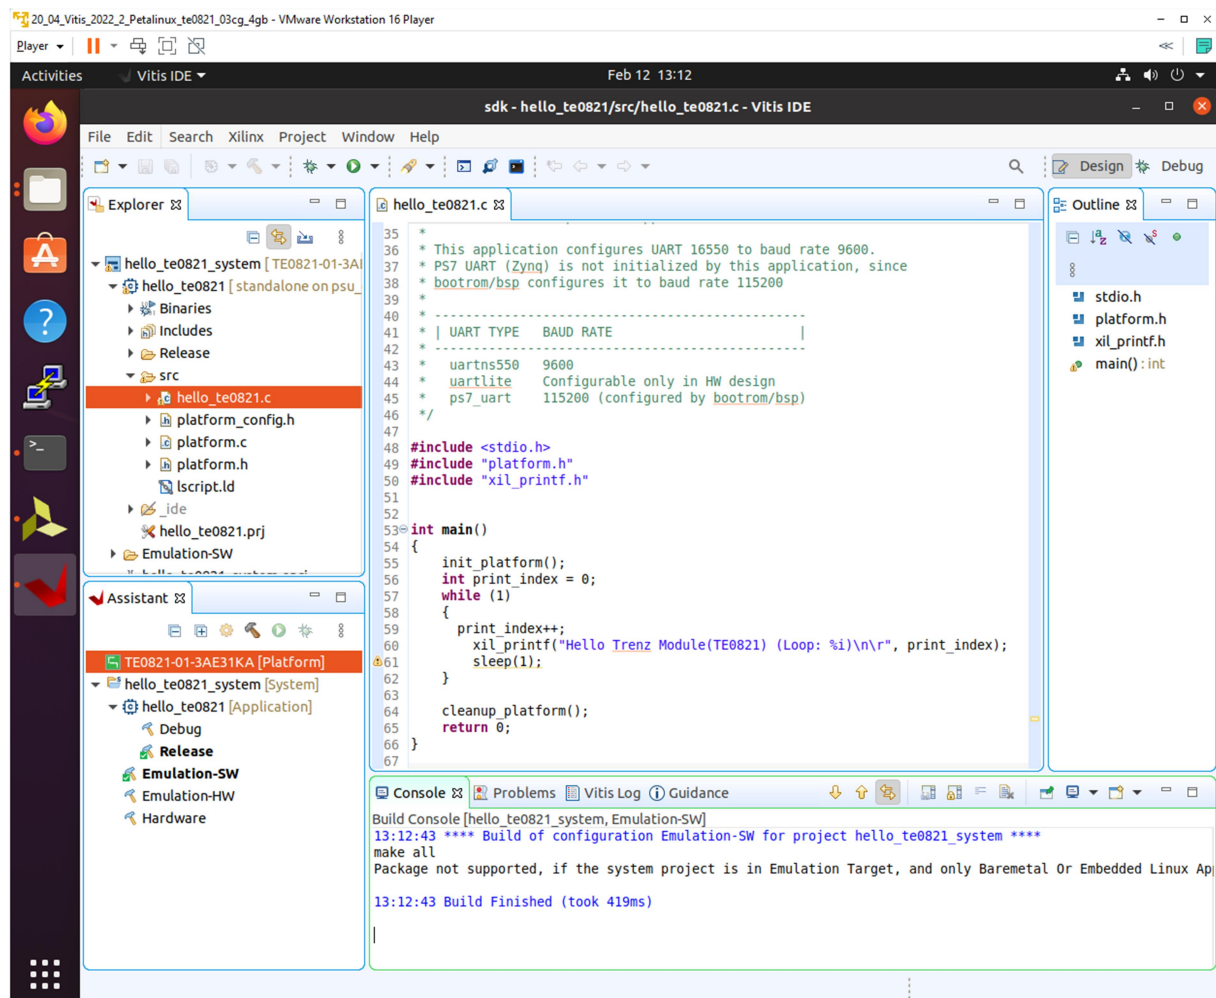 20_04_Vitis_2022_2_Petalinux_te0821_03cg_4gb - VMware Workstation 16 Player
Player
Activities
Vitis IDE
Feb 12 13:12
sdk - hello_te0821/src/hello_te0821.c - Vitis IDE
File Edit Search Xilinx Project Window Help
Design
Debug
Explorer
hello_te0821_system [ TE0821-01-3AI
hello_te0821 [ standalone on psu_
Binaries
Includes
Release
src
hello_te0821.c
platform_config.h
platform.c
platform.h
lscript.ld
_ide
hello_te0821.prj
Emulation-SW
Assistant
TE0821-01-3AE31KA [Platform]
hello_te0821_system [System]
hello_te0821 [Application]
Debug
Release
Emulation-SW
Emulation-HW
Hardware
hello_te0821.c
35 *
36 * This application configures UART 16550 to baud rate 9600.
37 * PS7 UART (Zynq) is not initialized by this application, since
38 * bootrom/bsp configures it to baud rate 115200
39 *
40 * ------------------------------------------------
41 * | UART TYPE BAUD RATE |
42 * ------------------------------------------------
43 * uartns550 9600
44 * uartlite Configurable only in HW design
45 * ps7_uart 115200 (configured by bootrom/bsp)
46 */
47
48 #include <stdio.h>
49 #include "platform.h"
50 #include "xil_printf.h"
51
52
53 int main()
54 {
55 init_platform();
56 int print_index = 0;
57 while (1)
58 {
59 print_index++;
60 xil_printf("Hello Trenz Module(TE0821) (Loop: %i)\n\r", print_index);
61 sleep(1);
62 }
63
64 cleanup_platform();
65 return 0;
66 }
67
Outline
stdio.h
platform.h
xil_printf.h
main() : int
Console Problems Vitis Log Guidance
Build Console [hello_te0821_system, Emulation-SW]
13:12:43 **** Build of configuration Emulation-SW for project hello_te0821_system ****
make all
Package not supported, if the system project is in Emulation Target, and only Baremetal Or Embedded Linux Ap
13:12:43 Build Finished (took 419ms)